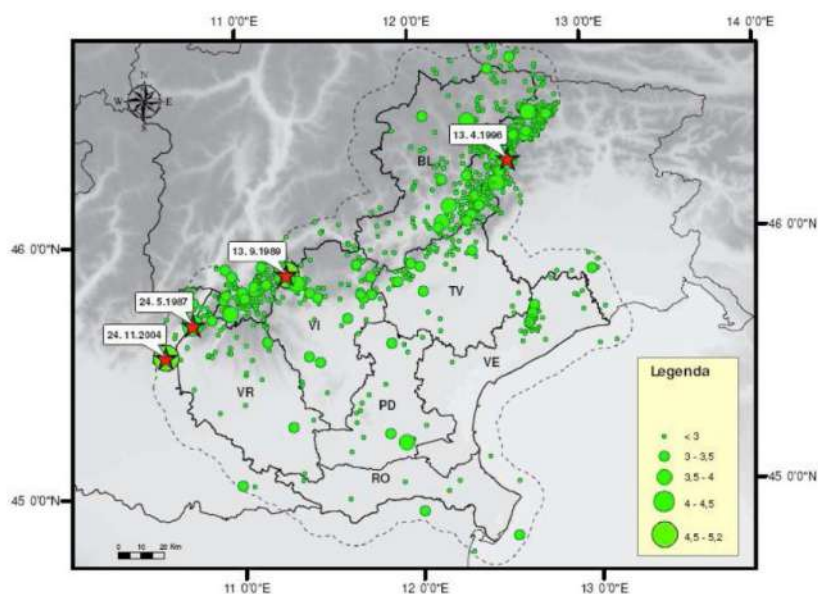 11 0'0"E 12 0'0"E 13 0'0"E 14 0'0"E
N
W E
S
13.4.1996
BL
46 0'0"N 46 0'0"N
13.9.1989
24.5.1987
24.11.2004
TV
VI
VE
VR
PD
RO
Legenda
< 3
3 - 3,5
3,5 - 4
4 - 4,5
4,5 - 5,2
45 0'0"N 45 0'0"N
0 10 20 Km
11 0'0"E 12 0'0"E 13 0'0"E